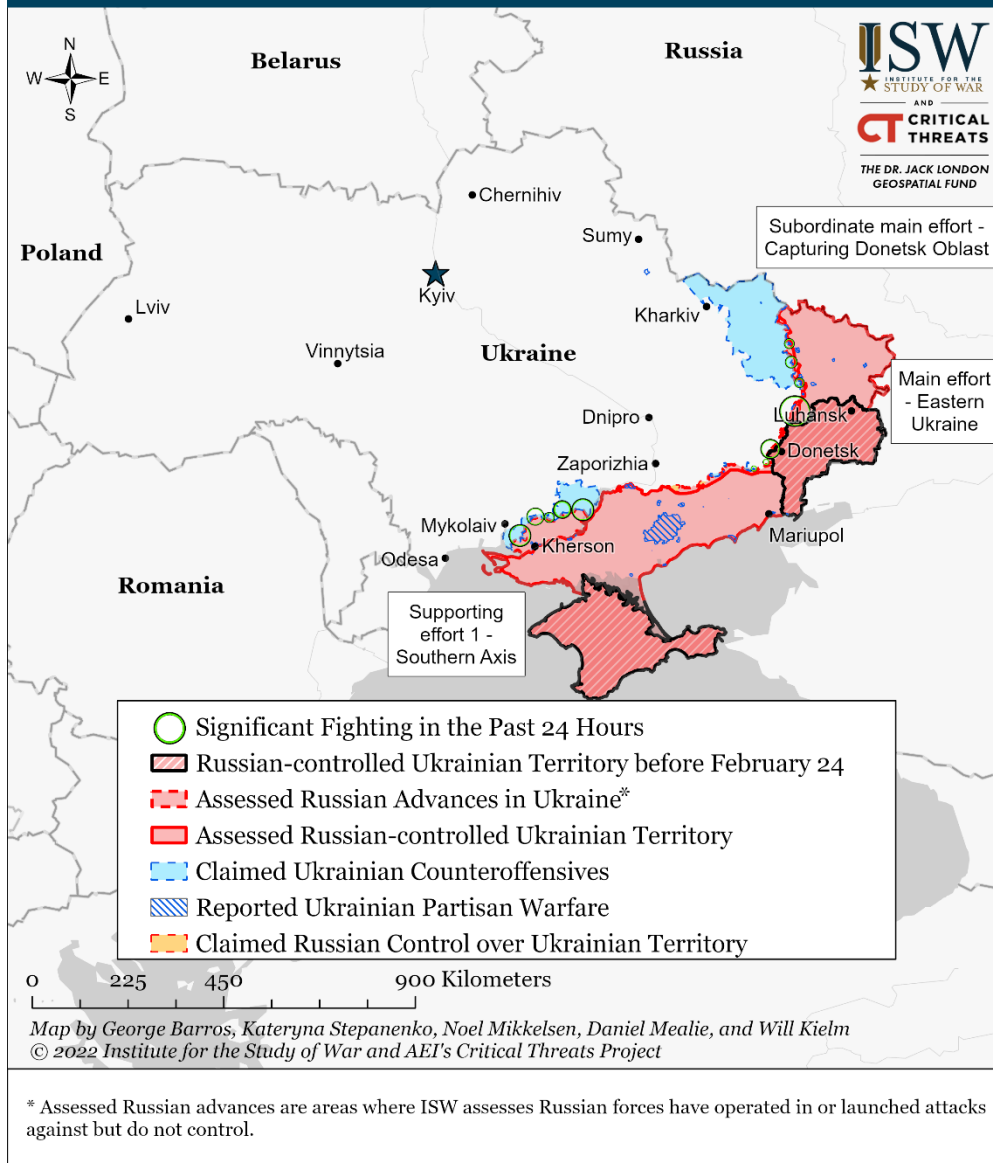 N
W
E
S
Belarus
Russia
ISW
INSTITUTE FOR THE
STUDY OF WAR
AND
CT CRITICAL
THREATS
THE DR. JACK LONDON
GEOSPATIAL FUND
Chernihiv
Subordinate main effort -
Capturing Donetsk Oblast
Sumy
Poland
Kyiv
Lviv
Kharkiv
Ukraine
Vinnytsia
Main effort
- Eastern
Ukraine
Dnipro
Luhansk
Donetsk
Zaporizhia
Mykolaiv
Mariupol
Kherson
Odesa
Romania
Supporting
effort 1 -
Southern Axis
Significant Fighting in the Past 24 Hours
Russian-controlled Ukrainian Territory before February 24
Assessed Russian Advances in Ukraine*
Assessed Russian-controlled Ukrainian Territory
Claimed Ukrainian Counteroffensives
Reported Ukrainian Partisan Warfare
Claimed Russian Control over Ukrainian Territory
0 225 450 900 Kilometers
Map by George Barros, Kateryna Stepanenko, Noel Mikkelsen, Daniel Mealie, and Will Kielm
© 2022 Institute for the Study of War and AEI's Critical Threats Project
* Assessed Russian advances are areas where ISW assesses Russian forces have operated in or launched attacks
against but do not control.